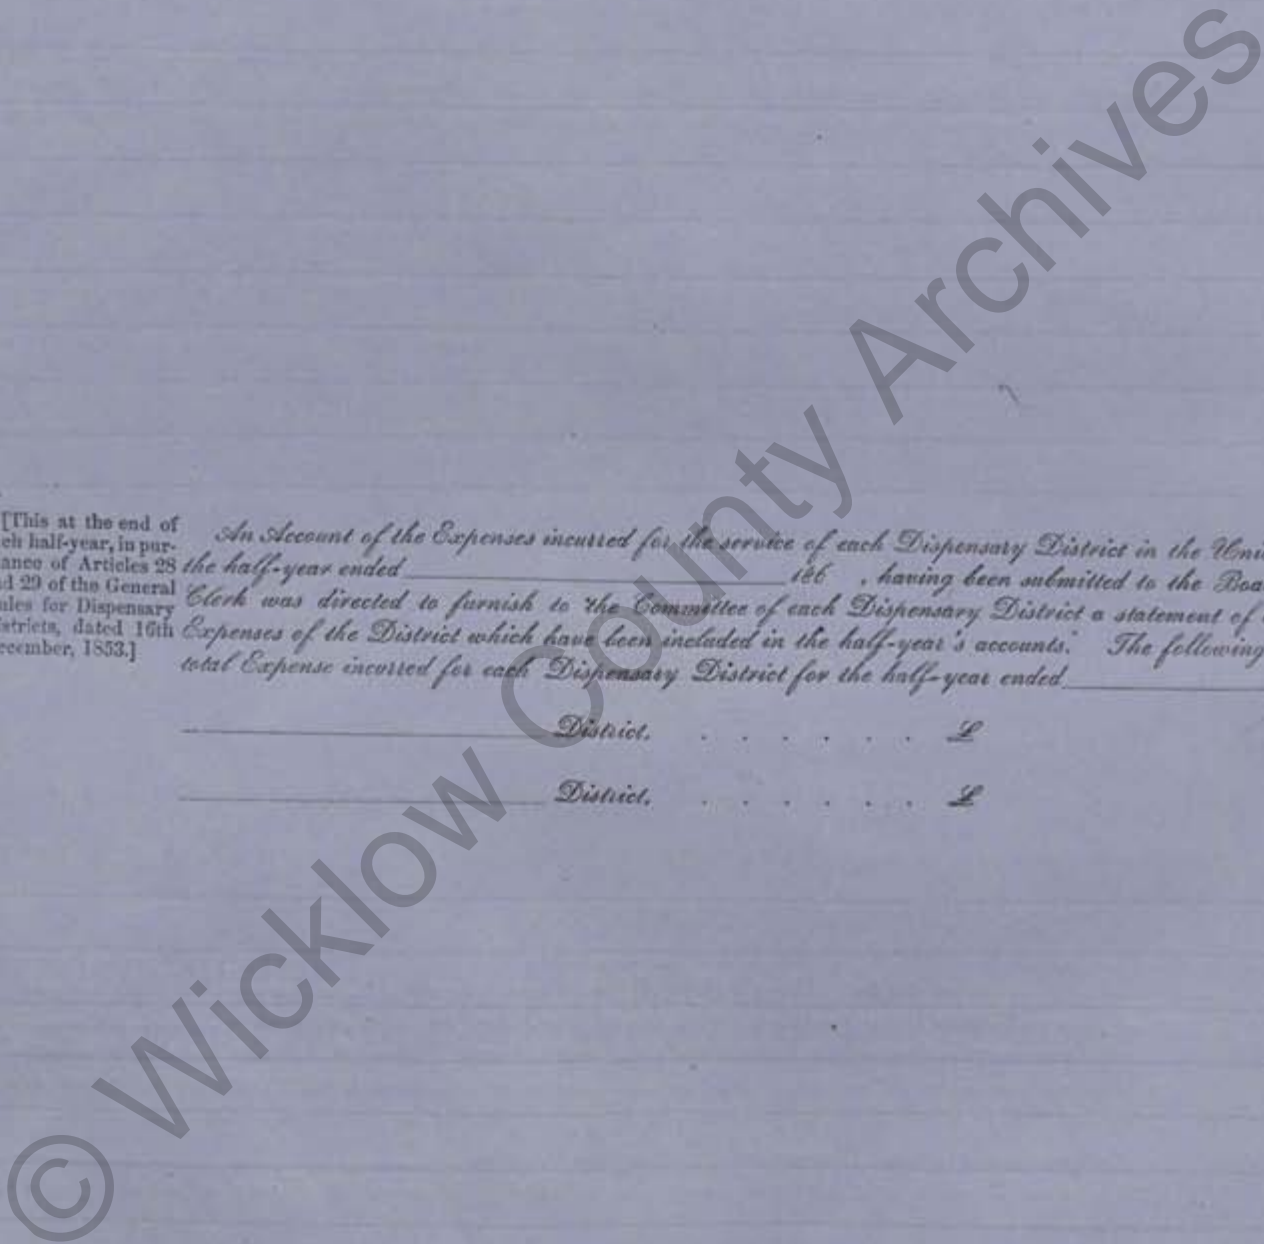 [This at the end of
ch half-year, in pur-
ance of Articles 28
d 29 of the General
ules for Dispensary
istricts, dated 16th
ecember, 1853.]
An Account of the Expenses incurred for the service of each Dispensary District in the Uni
the half-year ended 186 , having been submitted to the Boa
Clerk was directed to furnish to the Committee of each Dispensary District a statement of
Expenses of the District which have been included in the half-year's accounts. The following
total Expense incurred for each Dispensary District for the half-year ended
District. . . . . . . £
District. . . . . . . £
© Wicklow County Archives